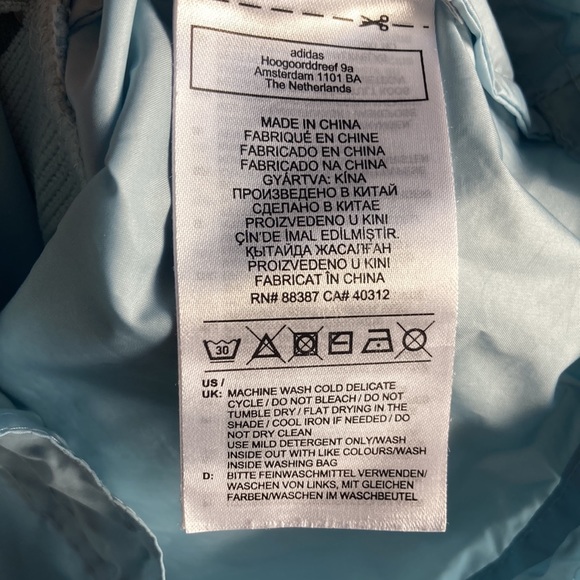 adidas
Hoogoorddreef 9a
Amsterdam 1101 BA
The Netherlands
MADE IN CHINA
FABRIQUÉ EN CHINE
FABRICADO EN CHINA
FABRICADO NA CHINA
GYÁRTVA: KÍNA
ПРОИЗВЕДЕНО В КИТАЙ
СДЕЛАНО В КИТАЕ
PROIZVEDENO U KINI
ÇİN'DE İMAL EDİLMİŞTİR.
ҚЫТАЙДА ЖАСАЛҒАН
PROIZVEDENO U KINI
FABRICAT ÎN CHINA
RN# 88387 CA# 40312
30
US /
UK: MACHINE WASH COLD DELICATE
CYCLE / DO NOT BLEACH / DO NOT
TUMBLE DRY / FLAT DRYING IN THE
SHADE / COOL IRON IF NEEDED / DO
NOT DRY CLEAN
USE MILD DETERGENT ONLY/WASH
INSIDE OUT WITH LIKE COLOURS/WASH
INSIDE WASHING BAG
D: BITTE FEINWASCHMITTEL VERWENDEN/
WASCHEN VON LINKS, MIT GLEICHEN
FARBEN/WASCHEN IM WASCHBEUTEL